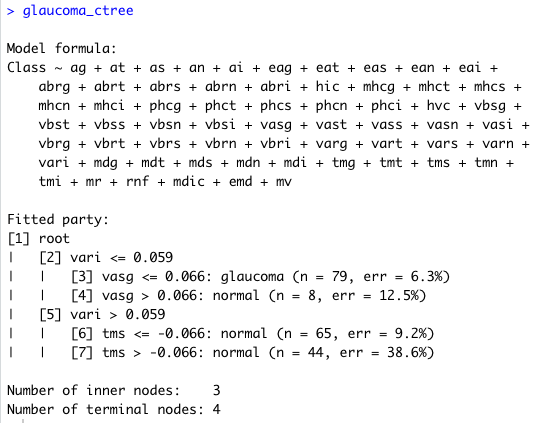 > glaucoma_ctree

Model formula:
Class ~ ag + at + as + an + ai + eag + eat + eas + ean + eai +
    abrg + abrt + abrs + abrn + abri + hic + mhcg + mhct + mhcs +
    mhcn + mhci + phcg + phct + phcs + phcn + phci + hvc + vbsg +
    vbst + vbss + vbsn + vbsi + vasg + vast + vass + vasn + vasi +
    vbrg + vbrt + vbrs + vbrn + vbri + varg + vart + vars + varn +
    vari + mdg + mdt + mds + mdn + mdi + tmg + tmt + tms + tmn +
    tmi + mr + rnf + mdic + emd + mv

Fitted party:
[1] root
|   [2] vari <= 0.059
|   |   [3] vasg <= 0.066: glaucoma (n = 79, err = 6.3%)
|   |   [4] vasg > 0.066: normal (n = 8, err = 12.5%)
|   [5] vari > 0.059
|   |   [6] tms <= -0.066: normal (n = 65, err = 9.2%)
|   |   [7] tms > -0.066: normal (n = 44, err = 38.6%)

Number of inner nodes:    3
Number of terminal nodes: 4